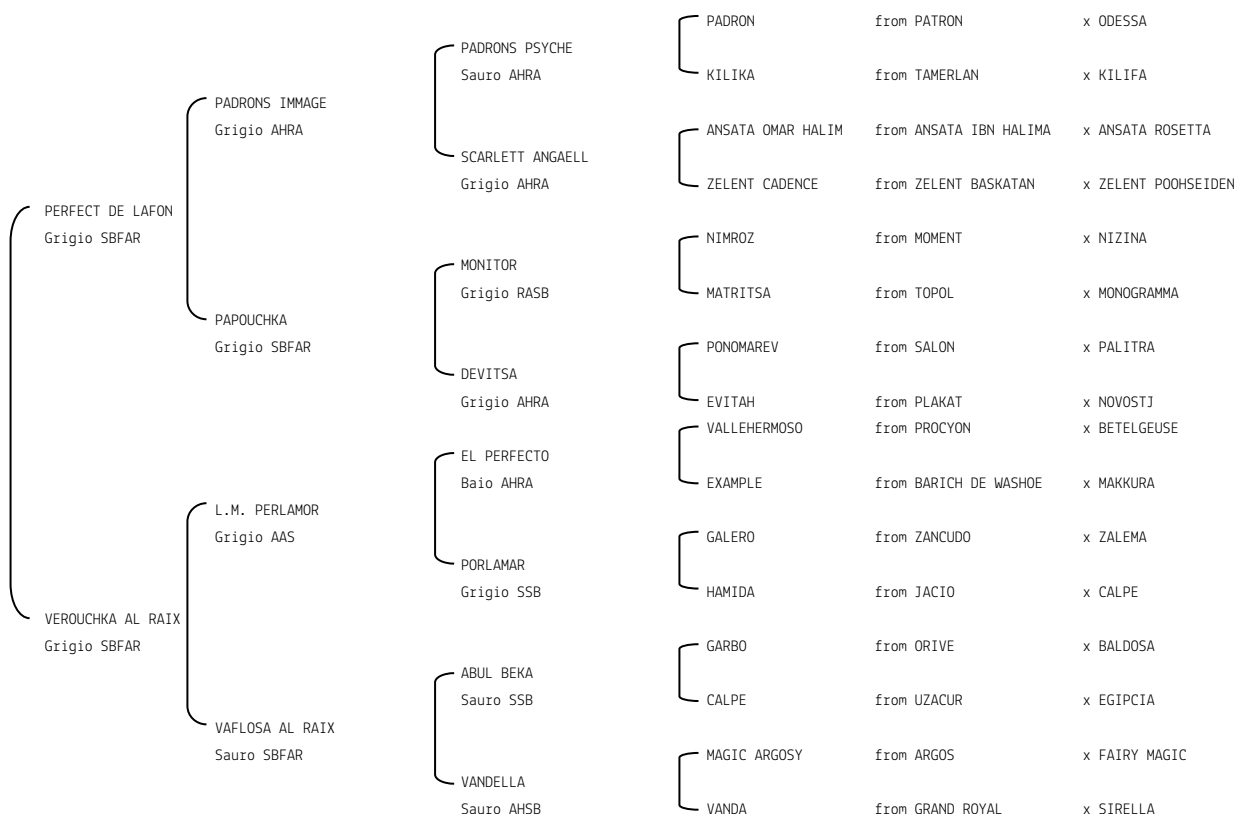 PADRON from PATRON x ODESSA
PADRONS PSYCHE
Sauro AHRA
KILIKA from TAMERLAN x KILIFA
PADRONS IMMAGE
Grigio AHRA
ANSATA OMAR HALIM from ANSATA IBN HALIMA x ANSATA ROSETTA
SCARLETT ANGAELL
Grigio AHRA
ZELENT CADENCE from ZELENT BASKATAN x ZELENT POOHSEIDEN
PERFECT DE LAFON
Grigio SBFAR
NIMROZ from MOMENT x NIZINA
MONITOR
Grigio RASB
MATRITSA from TOPOL x MONOGRAMMA
PAPOUCHKA
Grigio SBFAR
PONOMAREV from SALON x PALITRA
DEVITSA
Grigio AHRA
EVITAH from PLAKAT x NOVOSTJ
VALLEHERMOSO from PROCYON x BETELGEUSE
EL PERFECTO
Baio AHRA
EXAMPLE from BARICH DE WASHOE x MAKKURA
L.M. PERLAMOR
Grigio AAS
GALERO from ZANCUDO x ZALEMA
PORLAMAR
Grigio SSB
HAMIDA from JACIO x CALPE
VEROUCHKA AL RAIX
Grigio SBFAR
GARBO from ORIVE x BALDOSA
ABUL BEKA
Sauro SSB
CALPE from UZACUR x EGIPCIA
VAFLOSA AL RAIX
Sauro SBFAR
MAGIC ARGOSY from ARGOS x FAIRY MAGIC
VANDELLA
Sauro AHSB
VANDA from GRAND ROYAL x SIRELLA